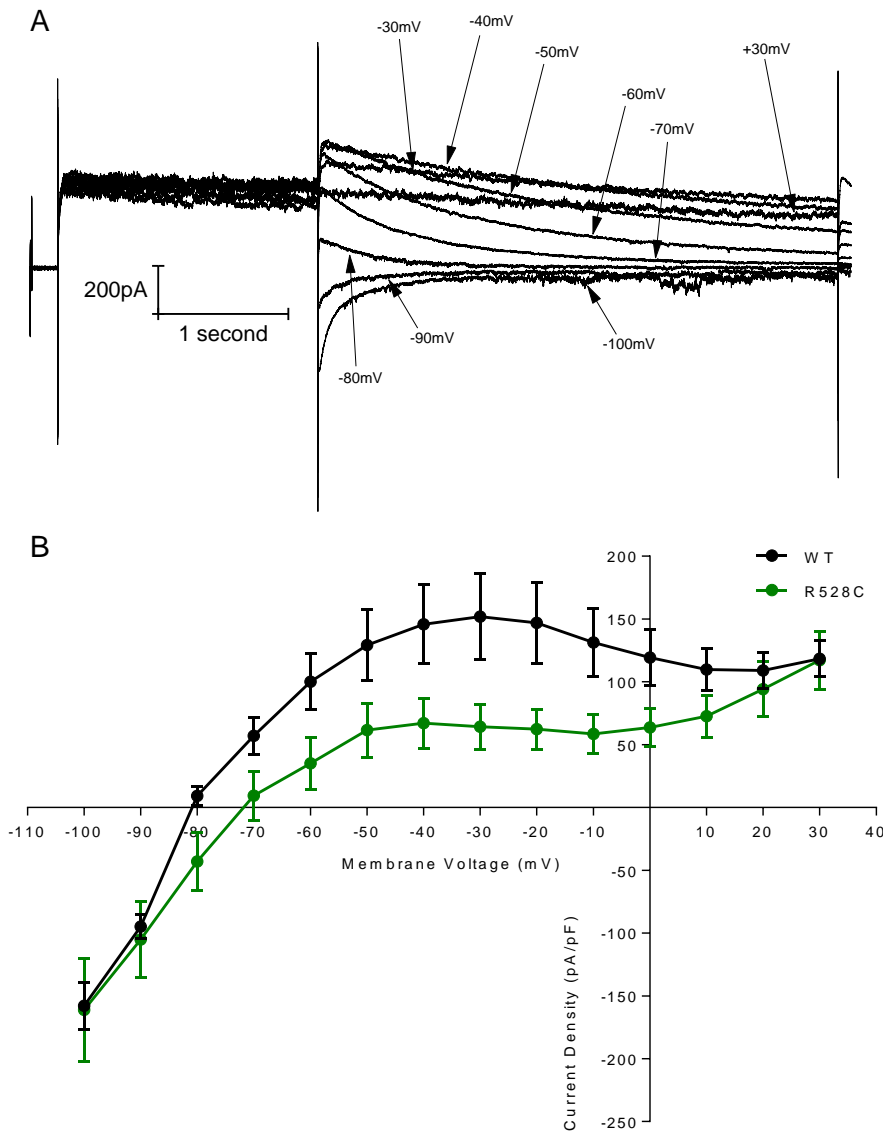 A
-30mV
-40mV
-50mV
+30mV
-60mV
-70mV
200pA
1 second
-80mV
-90mV
-100mV
B
200
150
100
50
-50
-100
-150
-200
-250
WT
R528C
-110 -100 -90 -80 -70 -60 -50 -40 -30 -20 -10 10 20 30 40
Membrane Voltage (mV)
Current Density (pA/pF)